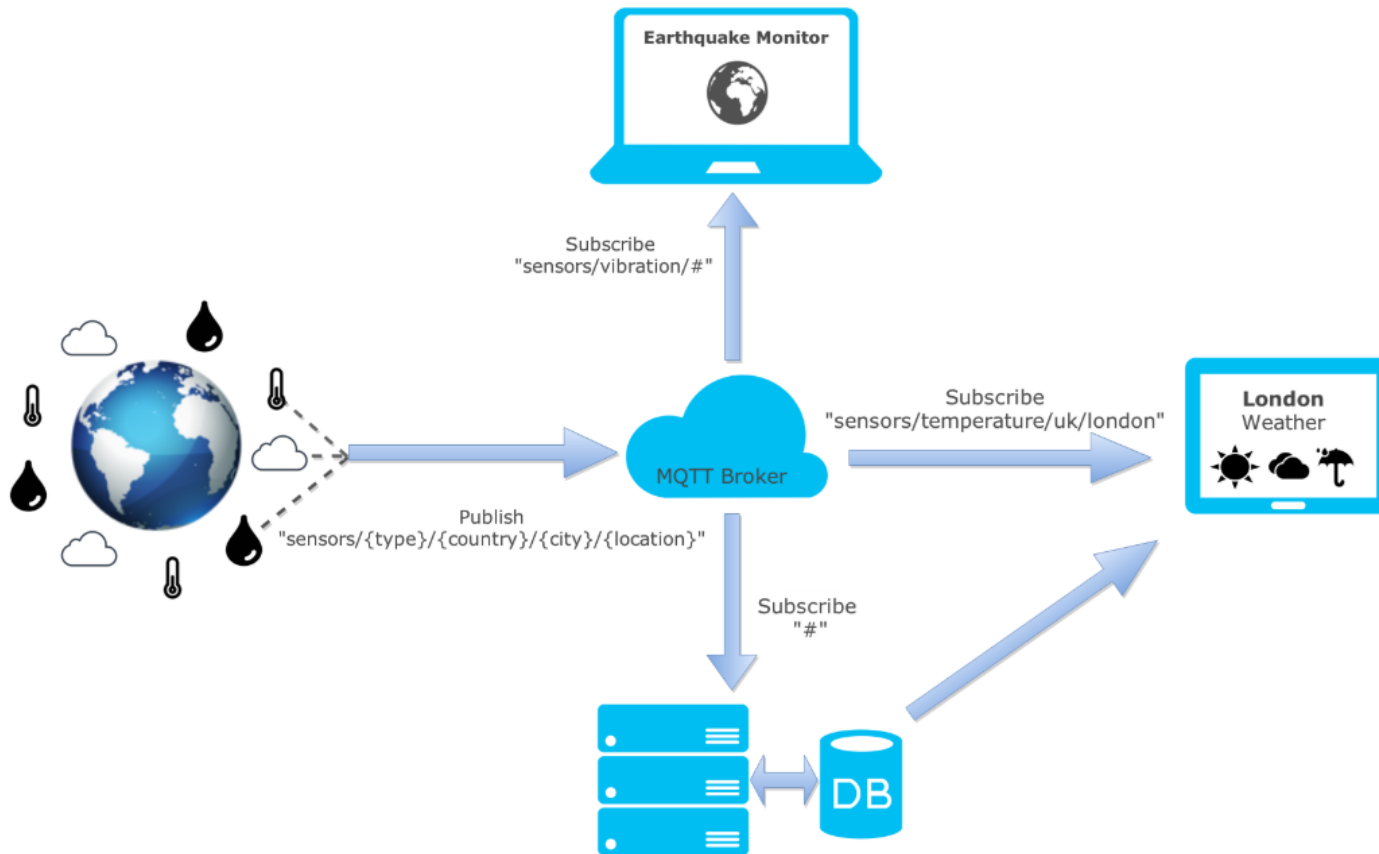 Earthquake Monitor
Subscribe
"sensors/vibration/#"
Subscribe
"sensors/temperature/uk/london"
London
Weather
MQTT Broker
Publish
"sensors/{type}/{country}/{city}/{location}"
Subscribe
"#"
DB